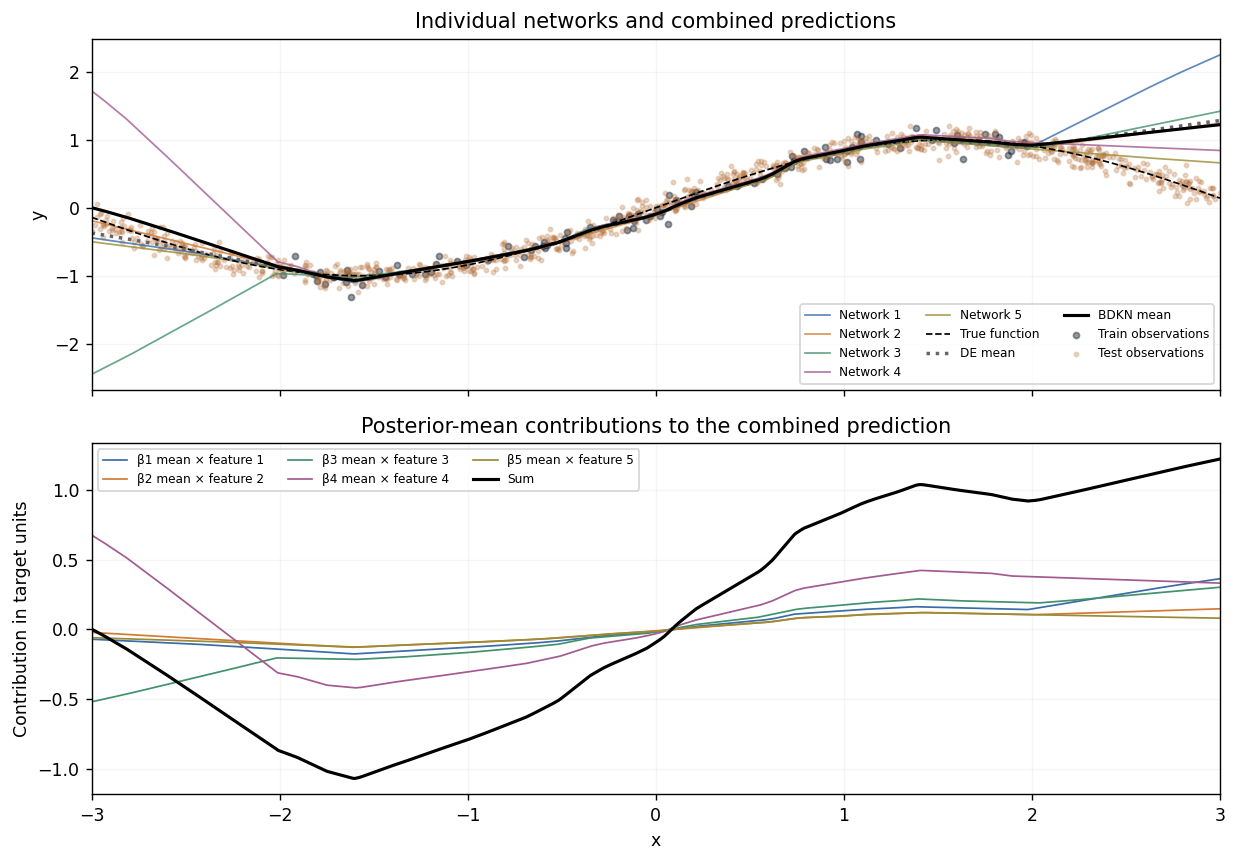 Individual networks and combined predictions
y
2
1
0
−1
−2
Network 1
Network 2
Network 3
Network 4
Network 5
True function
DE mean
BDKN mean
Train observations
Test observations
Posterior-mean contributions to the combined prediction
Contribution in target units
1.0
0.5
0.0
−0.5
−1.0
β1 mean × feature 1
β2 mean × feature 2
β3 mean × feature 3
β4 mean × feature 4
β5 mean × feature 5
Sum
−3
−2
−1
0
1
2
3
x